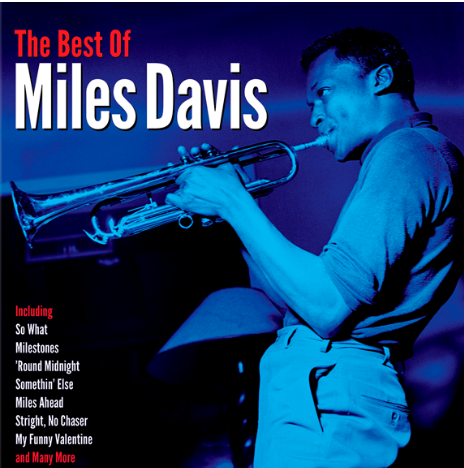 The Best Of
Miles Davis
Including
So What
Milestones
'Round Midnight
Somethin' Else
Miles Ahead
Stright, No Chaser
My Funny Valentine
and Many More